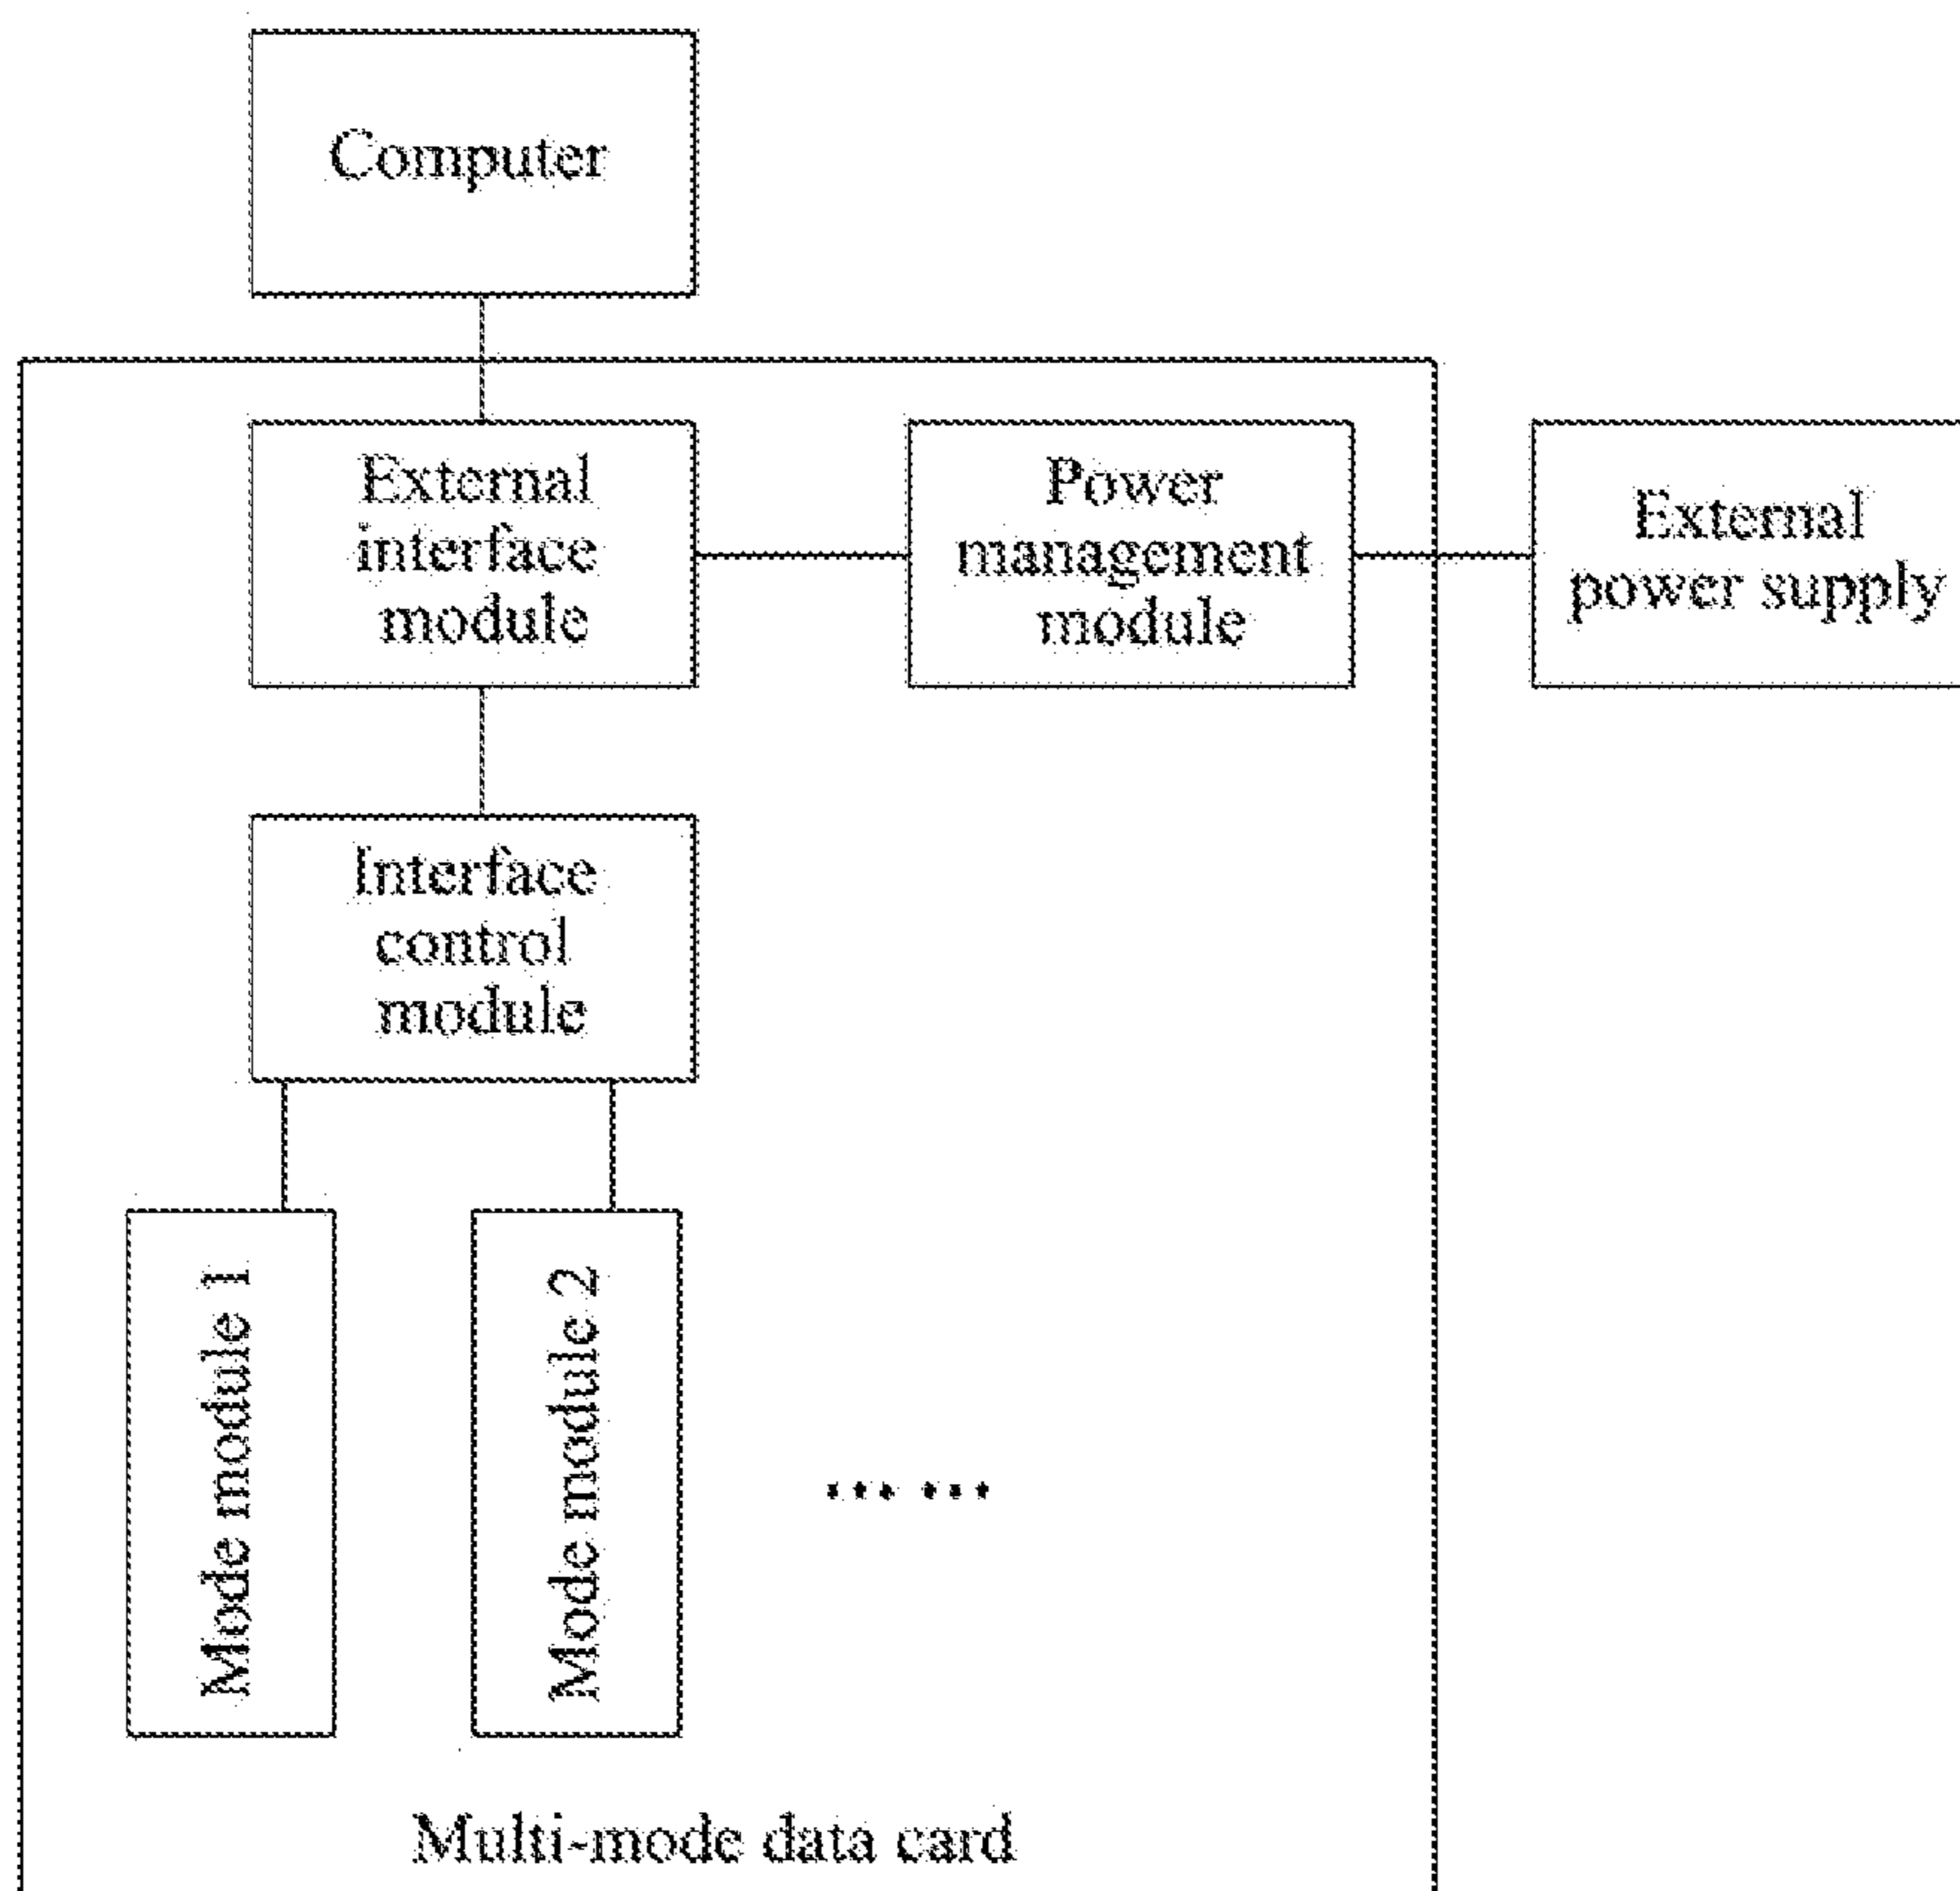 Computer
External
interface
module
Power
management
module
External
power supply
Interface
control
module
Mode module 1
Mode module 2
... ...
Multi-mode data card